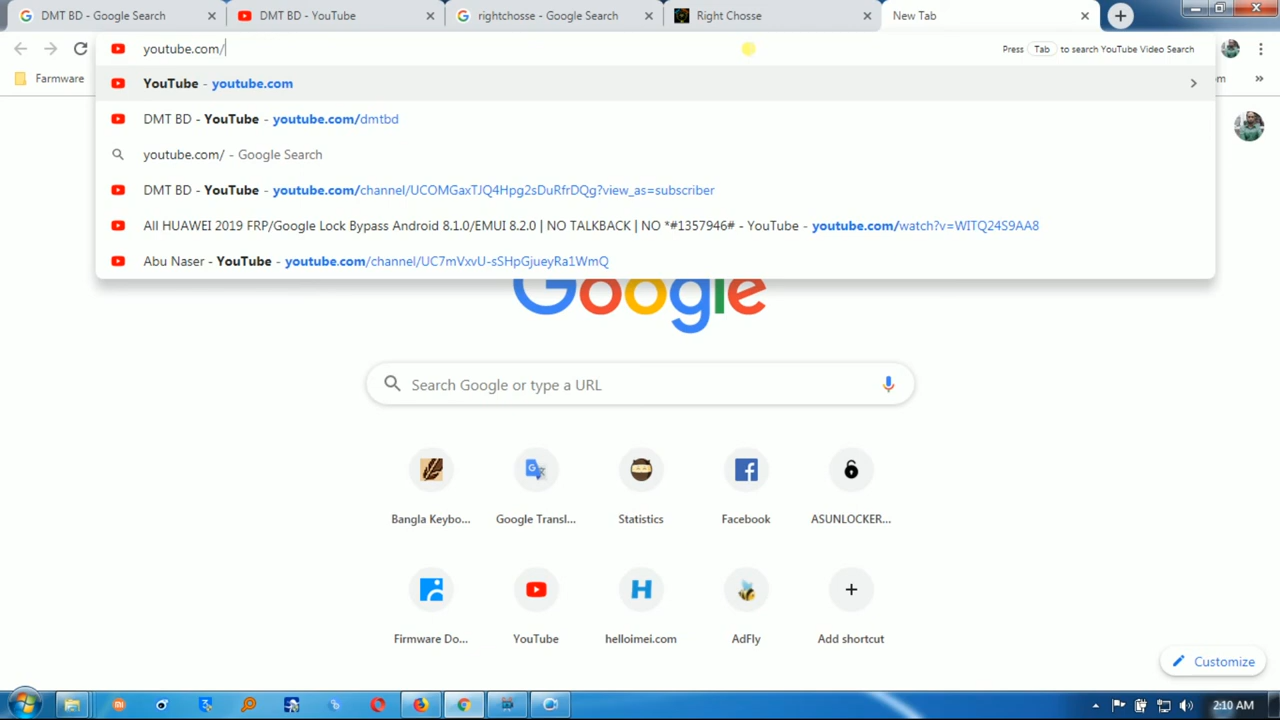 DMT BD - Google Search
DMT BD - YouTube
rightchosse - Google Search
Right Chosse
New Tab
youtube.com/
Press Tab to search YouTube Video Search
Farmware
YouTube - youtube.com
DMT BD - YouTube - youtube.com/dmtbd
youtube.com/ - Google Search
DMT BD - YouTube - youtube.com/channel/UCOMGaxTJQ4Hpg2sDuRfrDQg?view_as=subscriber
All HUAWEI 2019 FRP/Google Lock Bypass Android 8.1.0/EMUI 8.2.0 | NO TALKBACK | NO *#1357946# - YouTube - youtube.com/watch?v=WITQ24S9AA8
Abu Naser - YouTube - youtube.com/channel/UC7mVxvU-sSHpGjueyRa1WmQ
Google
Search Google or type a URL
Bangla Keybo...
Google Transl...
Statistics
Facebook
ASUNLOCKER...
Firmware Do...
YouTube
helloimei.com
AdFly
Add shortcut
Customize
2:10 AM